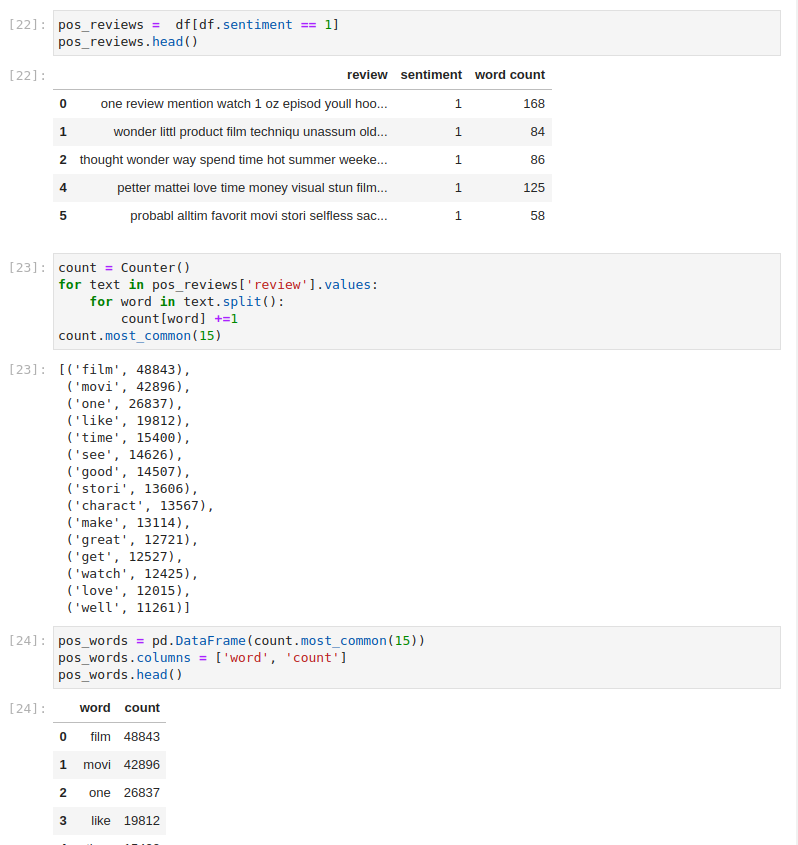 [22]: pos_reviews =  df[df.sentiment == 1]
pos_reviews.head()
[22]: review sentiment word count
0 one review mention watch 1 oz episod youll hoo... 1 168
1 wonder littl product film techniqu unassum old... 1 84
2 thought wonder way spend time hot summer weeke... 1 86
4 petter mattei love time money visual stun film... 1 125
5 probabl alltim favorit movi stori selfless sac... 1 58
[23]: count = Counter()
for text in pos_reviews['review'].values:
    for word in text.split():
        count[word] +=1
count.most_common(15)
[23]: [('film', 48843),
 ('movi', 42896),
 ('one', 26837),
 ('like', 19812),
 ('time', 15400),
 ('see', 14626),
 ('good', 14507),
 ('stori', 13606),
 ('charact', 13567),
 ('make', 13114),
 ('great', 12721),
 ('get', 12527),
 ('watch', 12425),
 ('love', 12015),
 ('well', 11261)]
[24]: pos_words = pd.DataFrame(count.most_common(15))
pos_words.columns = ['word', 'count']
pos_words.head()
[24]: word count
0 film 48843
1 movi 42896
2 one 26837
3 like 19812